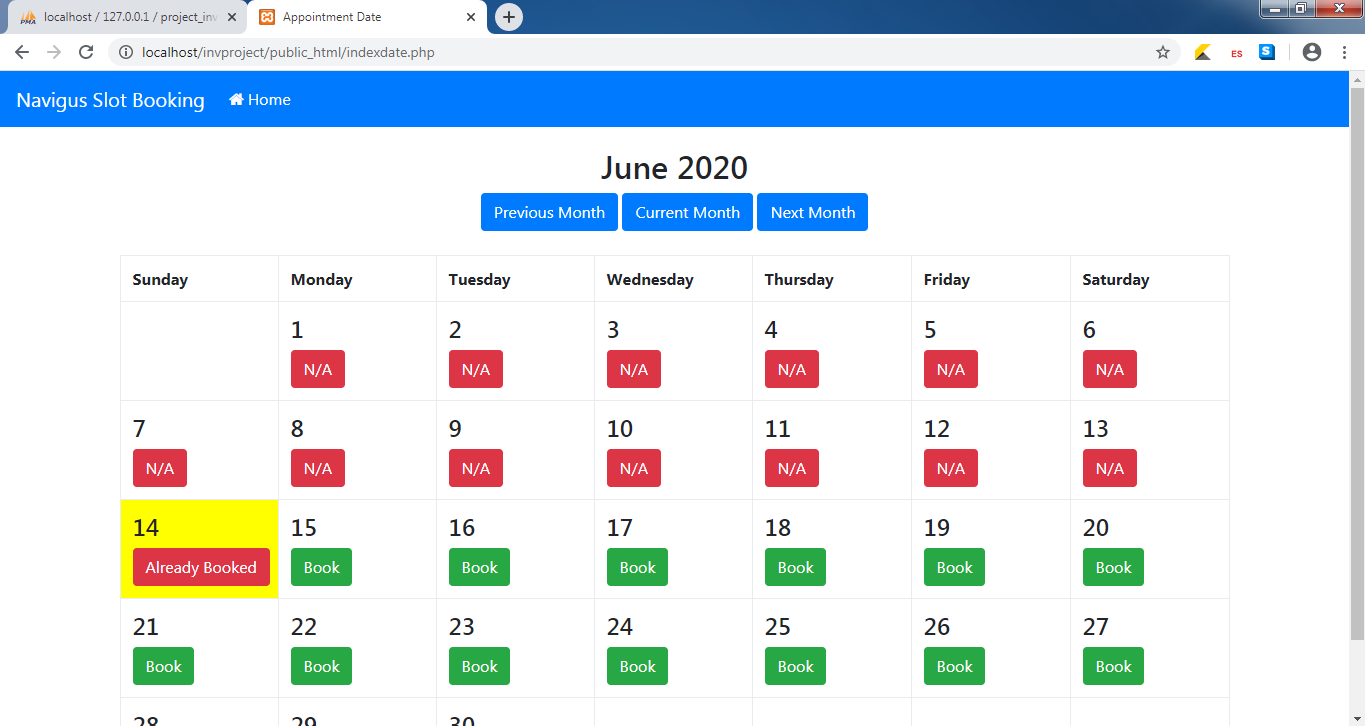 localhost / 127.0.0.1 / project_inv
Appointment Date
localhost/invproject/public_html/indexdate.php
ES
S
Navigus Slot Booking Home
June 2020
Previous Month Current Month Next Month
Sunday Monday Tuesday Wednesday Thursday Friday Saturday
1 2 3 4 5 6
N/A N/A N/A N/A N/A N/A
7 8 9 10 11 12 13
N/A N/A N/A N/A N/A N/A N/A
14 15 16 17 18 19 20
Already Booked Book Book Book Book Book Book
21 22 23 24 25 26 27
Book Book Book Book Book Book Book
28 29 30